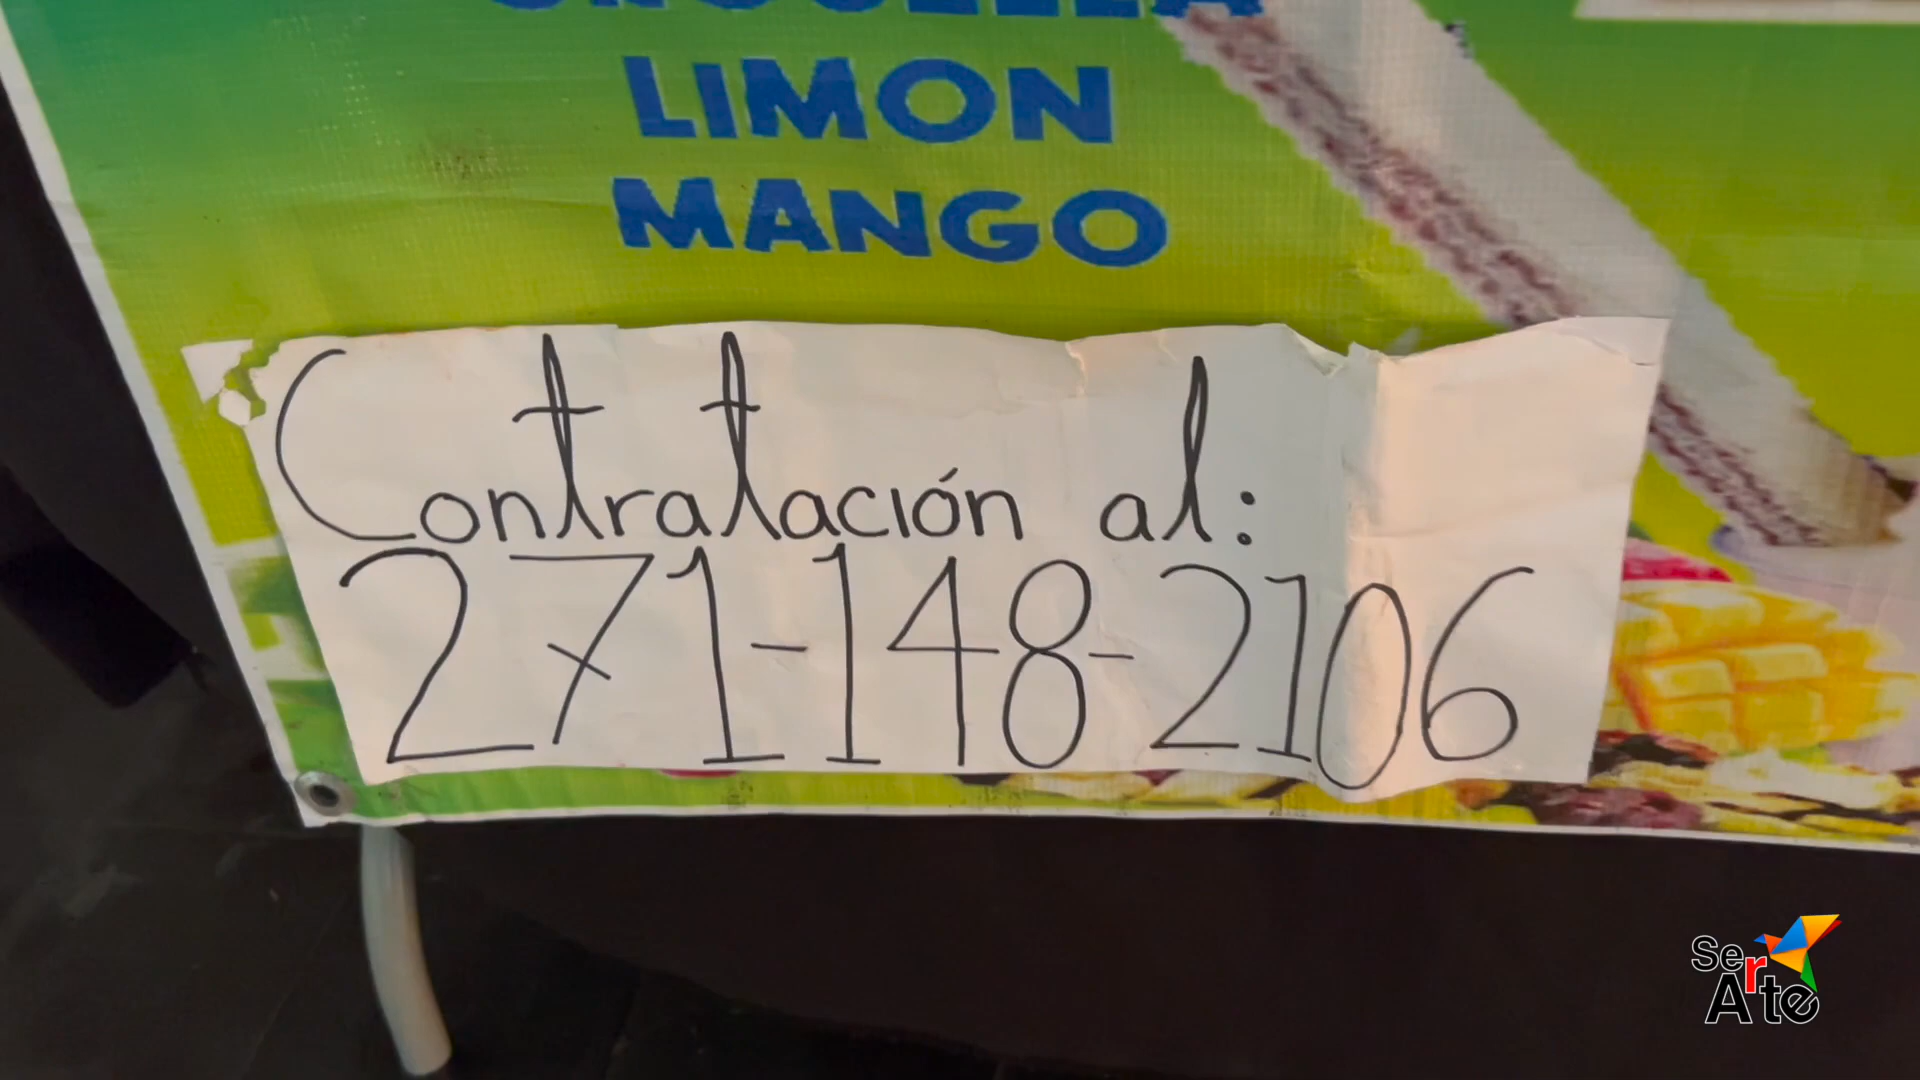 LIMON
MANGO
Contratación al:
271-148-2106
Ser
Arte